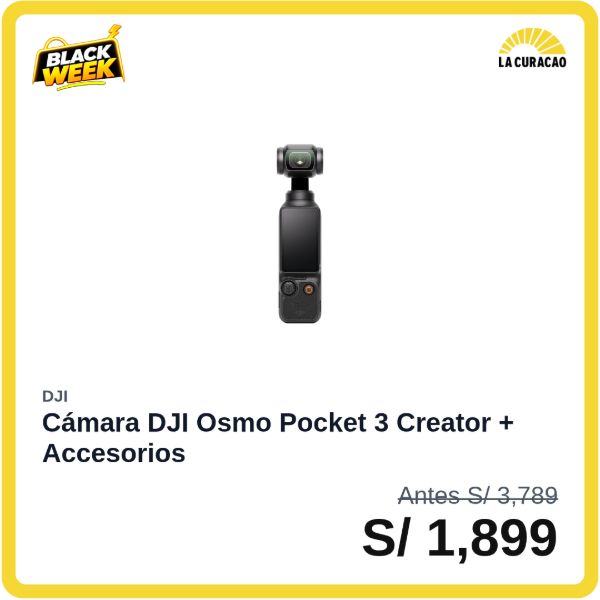 BLACK
WEEK
LA CURACAO
DJI
Cámara DJI Osmo Pocket 3 Creator +
Accesorios
Antes S/ 3,789
S/ 1,899